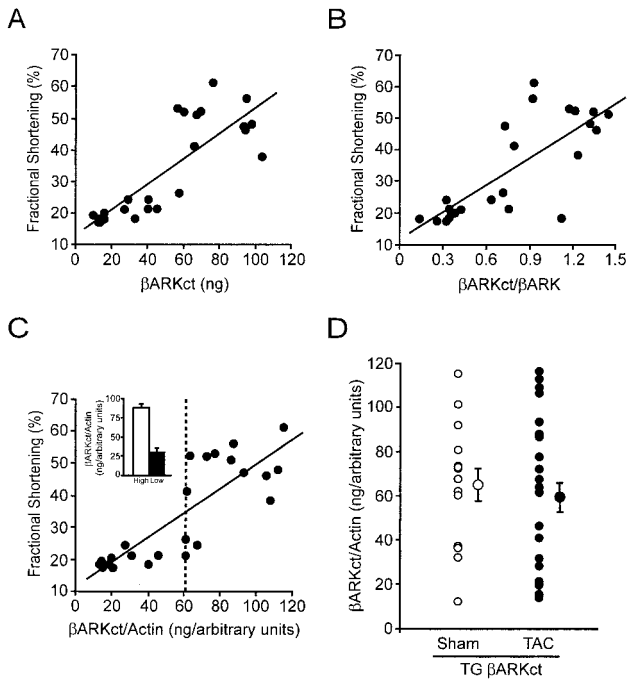 A
Fractional Shortening (%)
70
60
50
40
30
20
10
0 20 40 60 80 100 120
βARKct (ng)
B
Fractional Shortening (%)
70
60
50
40
30
20
10
0 0.3 0.6 0.9 1.2 1.5
βARKct/βARK
C
Fractional Shortening (%)
70
60
50
40
30
20
10
0 20 40 60 80 100 120
βARKct/Actin (ng/arbitrary units)
βARKct/Actin
(ng/arbitrary units)
100
75
50
25
0
High Low
D
βARKct/Actin (ng/arbitrary units)
120
100
80
60
40
20
0
Sham TAC
TG βARKct